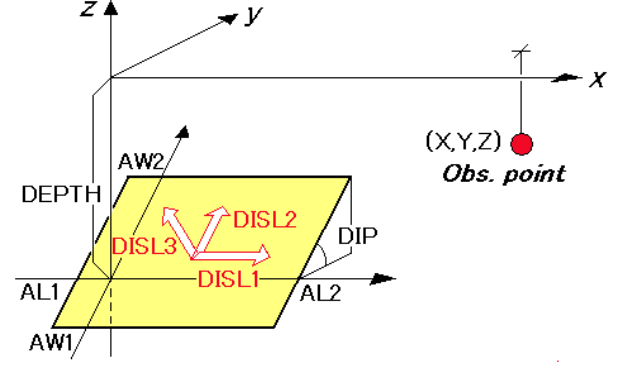 z
y
x
(X,Y,Z)
Obs. point
AW2
DEPTH
DISL3
DISL2
DIP
DISL1
AL1
AL2
AW1